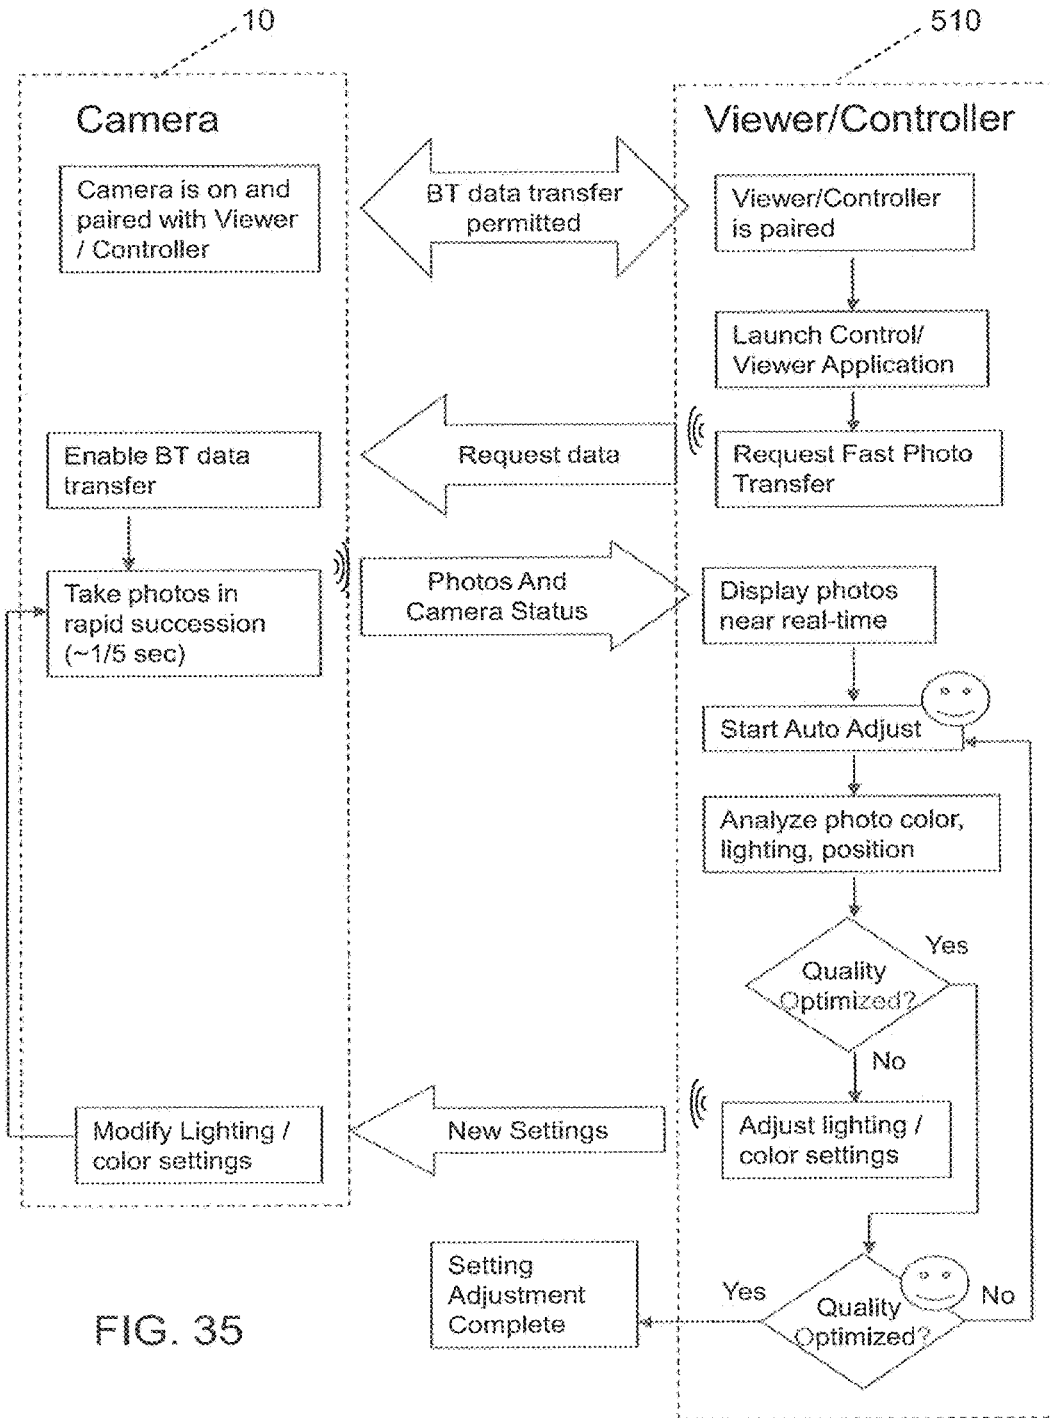 10
510
Camera
Viewer/Controller
Camera is on and
paired with Viewer
/ Controller
BT data transfer
permitted
Viewer/Controller
is paired
Launch Control/
Viewer Application
Enable BT data
transfer
Request data
Request Fast Photo
Transfer
Take photos in
rapid succession
(~1/5 sec)
Photos And
Camera Status
Display photos
near real-time
Start Auto Adjust
Analyze photo color,
lighting, position
Quality
Optimized?
Yes
No
Modify Lighting /
color settings
New Settings
Adjust lighting /
color settings
Setting
Adjustment
Complete
Yes
Quality
Optimized?
No
FIG. 35